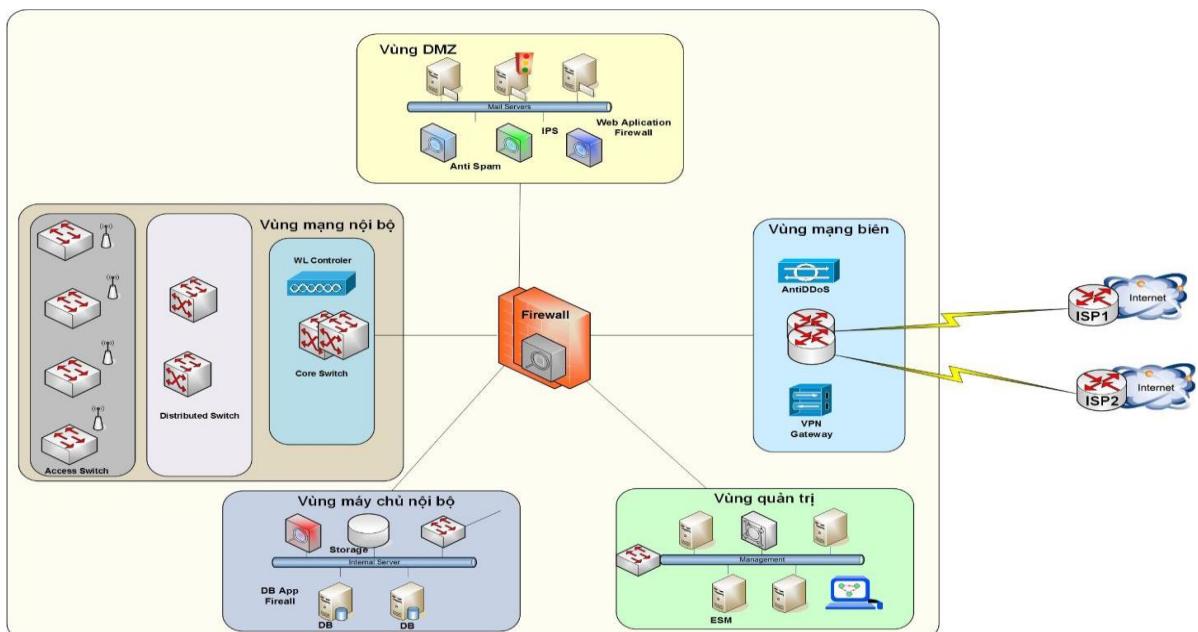 Vùng DMZ
Mail Servers
IPS
Web Aplication
Firewall
Anti Spam
Vùng mạng nội bộ
WL Controler
Core Switch
Distributed Switch
Access Switch
Firewall
Vùng mạng biên
AntiDDoS
VPN
Gateway
Internet
ISP1
Internet
ISP2
Vùng máy chủ nội bộ
Storage
Internal Server
DB App
Fireall
DB
DB
Vùng quản trị
Management
ESM